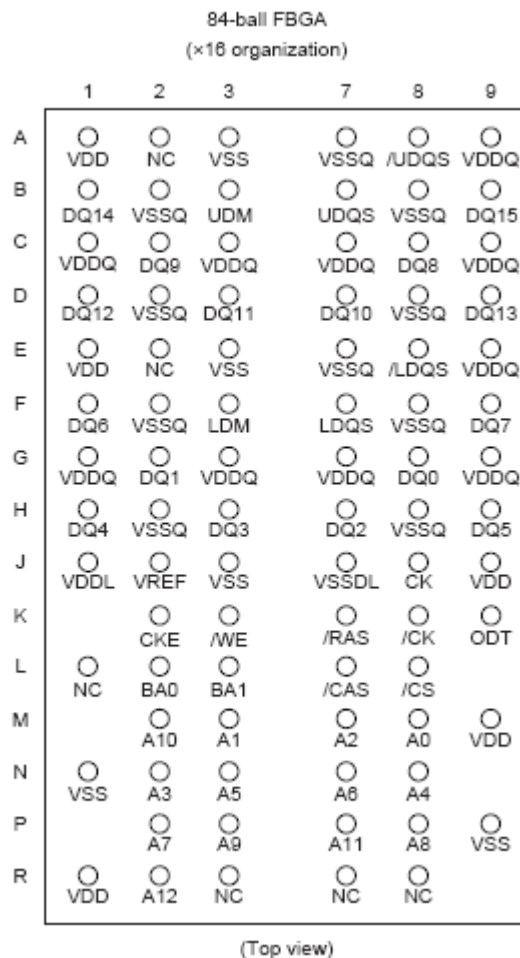 84-ball FBGA
(×16 organization)
1 2 3 7 8 9
A
VDD NC VSS VSSQ /UDQS VDDQ
B
DQ14 VSSQ UDM UDQS VSSQ DQ15
C
VDDQ DQ9 VDDQ VDDQ DQ8 VDDQ
D
DQ12 VSSQ DQ11 DQ10 VSSQ DQ13
E
VDD NC VSS VSSQ /LDQS VDDQ
F
DQ6 VSSQ LDM LDQS VSSQ DQ7
G
VDDQ DQ1 VDDQ VDDQ DQ0 VDDQ
H
DQ4 VSSQ DQ3 DQ2 VSSQ DQ5
J
VDDL VREF VSS VSSDL CK VDD
K
CKE /WE /RAS /CK ODT
L
NC BA0 BA1 /CAS /CS
M
A10 A1 A2 A0 VDD
N
VSS A3 A5 A6 A4
P
A7 A9 A11 A8 VSS
R
VDD A12 NC NC NC
(Top view)